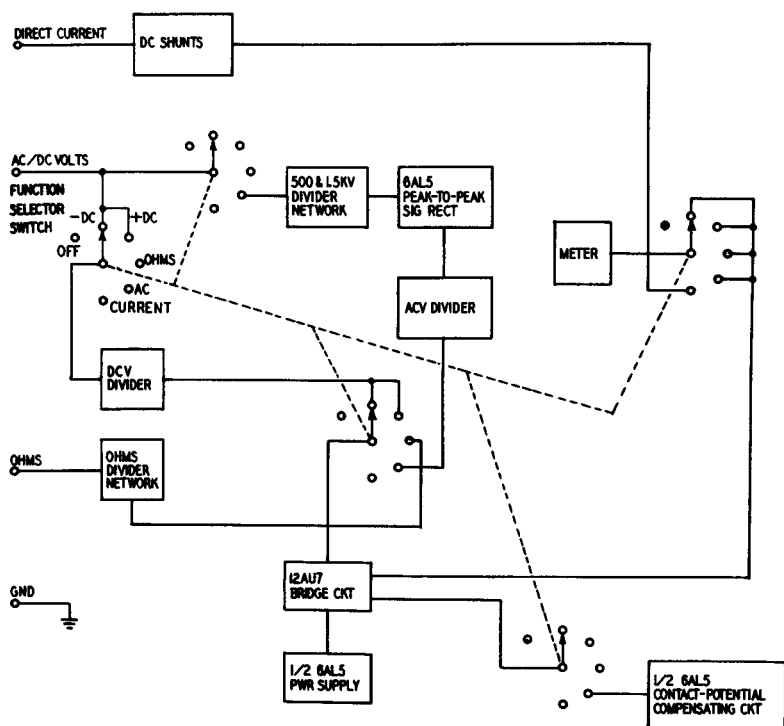 DIRECT CURRENT
DC SHUNTS
AC/DC VOLTS
FUNCTION
SELECTOR
SWITCH
-DC
+DC
OFF
OHMS
AC
CURRENT
500 & 1.5KV
DIVIDER
NETWORK
6AL5
PEAK-TO-PEAK
SIG RECT
METER
ACV DIVIDER
DCV
DIVIDER
OHMS
OHMS
DIVIDER
NETWORK
GND
12AU7
BRIDGE CKT
1/2 6AL5
PWR SUPPLY
1/2 6AL5
CONTACT-POTENTIAL
COMPENSATING CKT